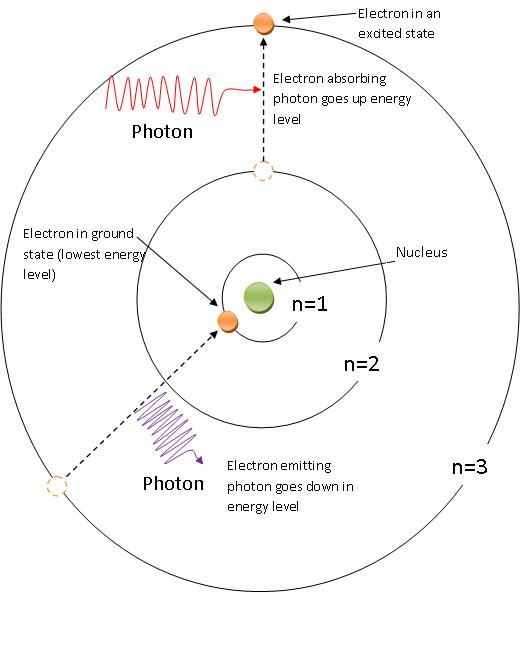 Electron in an
excited state
Electron absorbing
photon goes up energy
level
Photon
Electron in ground
state (lowest energy
level)
Nucleus
n=1
n=2
n=3
Photon
Electron emitting
photon goes down in
energy level